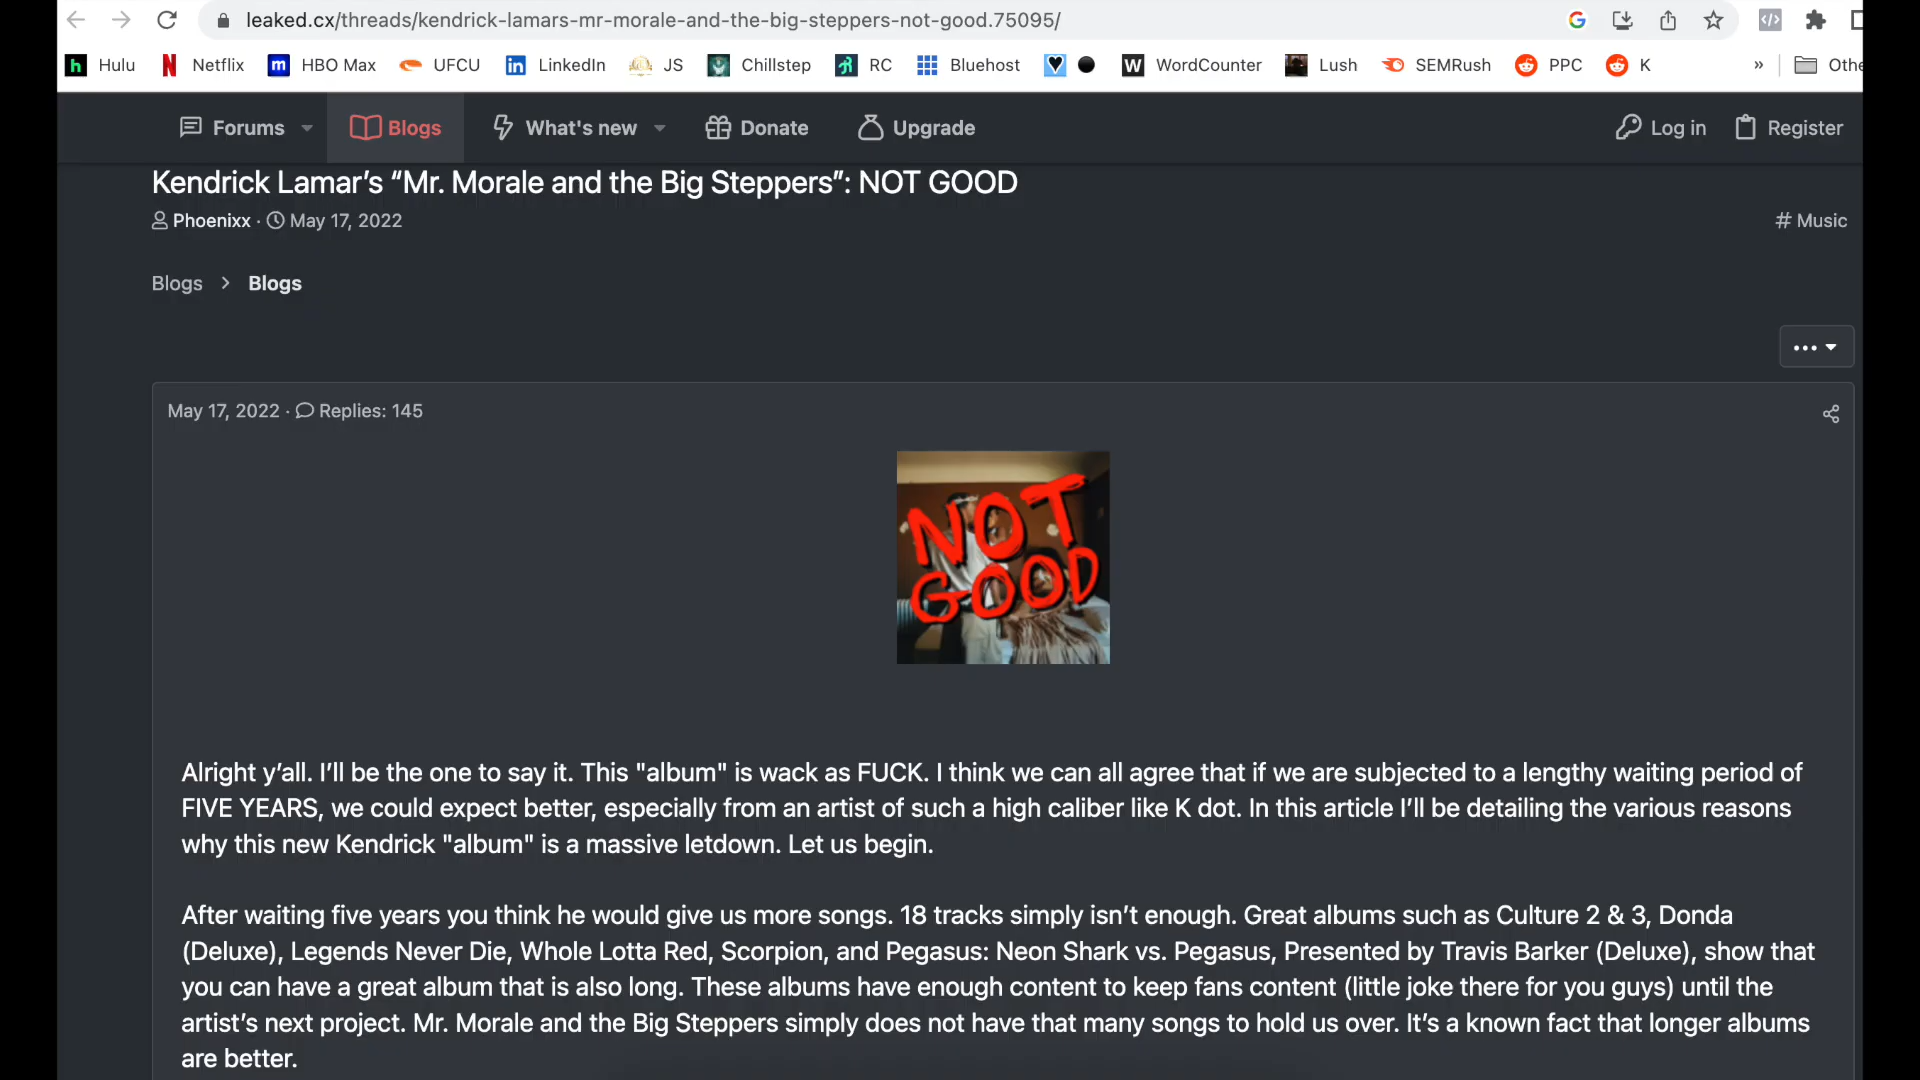 leaked.cx/threads/kendrick-lamars-mr-morale-and-the-big-steppers-not-good.75095/
Hulu Netflix HBO Max UFCU LinkedIn JS Chillstep RC Bluehost WordCounter Lush SEMRush PPC K » Othe
Forums Blogs What's new Donate Upgrade Log in Register
Kendrick Lamar’s “Mr. Morale and the Big Steppers”: NOT GOOD
Phoenixx · May 17, 2022 # Music
Blogs > Blogs
May 17, 2022 · Replies: 145
NOT
GOOD
Alright y’all. I’ll be the one to say it. This "album" is wack as FUCK. I think we can all agree that if we are subjected to a lengthy waiting period of
FIVE YEARS, we could expect better, especially from an artist of such a high caliber like K dot. In this article I’ll be detailing the various reasons
why this new Kendrick "album" is a massive letdown. Let us begin.
After waiting five years you think he would give us more songs. 18 tracks simply isn’t enough. Great albums such as Culture 2 & 3, Donda
(Deluxe), Legends Never Die, Whole Lotta Red, Scorpion, and Pegasus: Neon Shark vs. Pegasus, Presented by Travis Barker (Deluxe), show that
you can have a great album that is also long. These albums have enough content to keep fans content (little joke there for you guys) until the
artist’s next project. Mr. Morale and the Big Steppers simply does not have that many songs to hold us over. It’s a known fact that longer albums
are better.